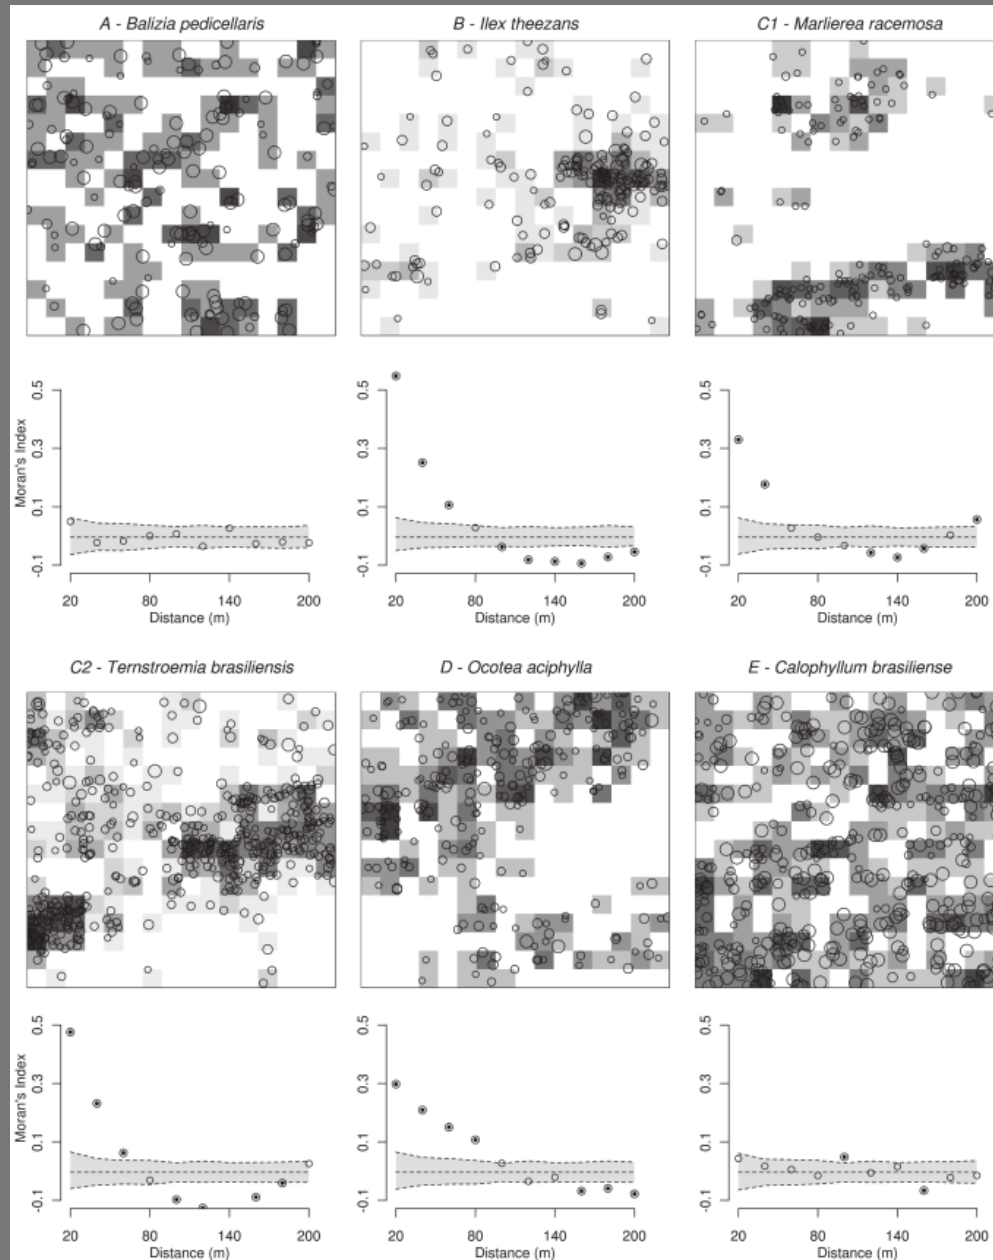 A - Balizia pedicellaris
B - Ilex theezans
C1 - Marlierea racemosa
Moran's Index
0.5
0.3
0.1
-0.1
20 80 140 200
Distance (m)
0.5
0.3
0.1
-0.1
20 80 140 200
Distance (m)
0.5
0.3
0.1
-0.1
20 80 140 200
Distance (m)
C2 - Ternstroemia brasiliensis
D - Ocotea aciphylla
E - Calophyllum brasiliense
Moran's Index
0.5
0.3
0.1
-0.1
20 80 140 200
Distance (m)
0.5
0.3
0.1
-0.1
20 80 140 200
Distance (m)
0.5
0.3
0.1
-0.1
20 80 140 200
Distance (m)